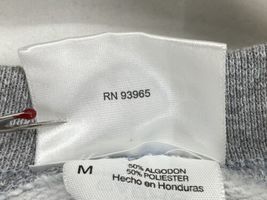 RN 93965
M
50% ALGODON
50% POLIESTER
Hecho en Honduras